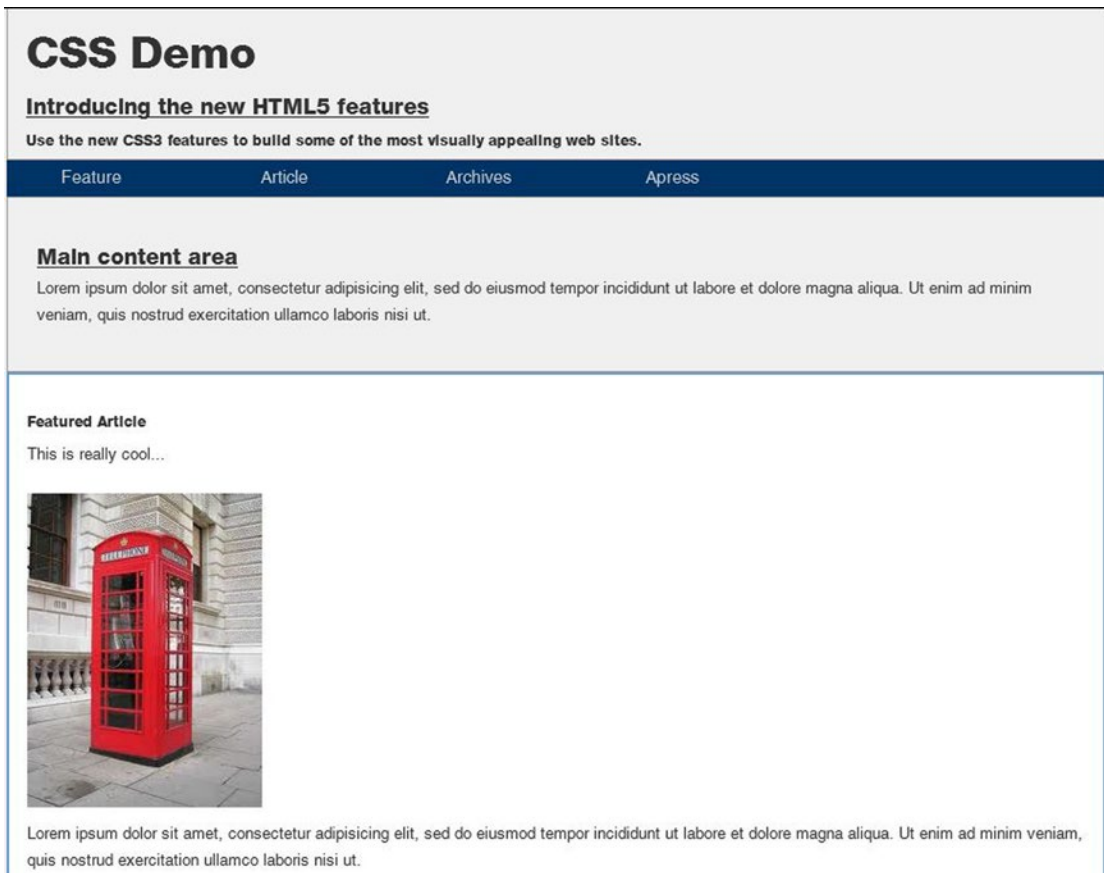 CSS Demo
Introducing the new HTML5 features
Use the new CSS3 features to build some of the most visually appealing web sites.
Feature Article Archives Apress
Main content area
Lorem ipsum dolor sit amet, consectetur adipisicing elit, sed do eiusmod tempor incididunt ut labore et dolore magna aliqua. Ut enim ad minim
veniam, quis nostrud exercitation ullamco laboris nisi ut.
Featured Article
This is really cool...
TELEPHONE
Lorem ipsum dolor sit amet, consectetur adipisicing elit, sed do eiusmod tempor incididunt ut labore et dolore magna aliqua. Ut enim ad minim veniam,
quis nostrud exercitation ullamco laboris nisi ut.